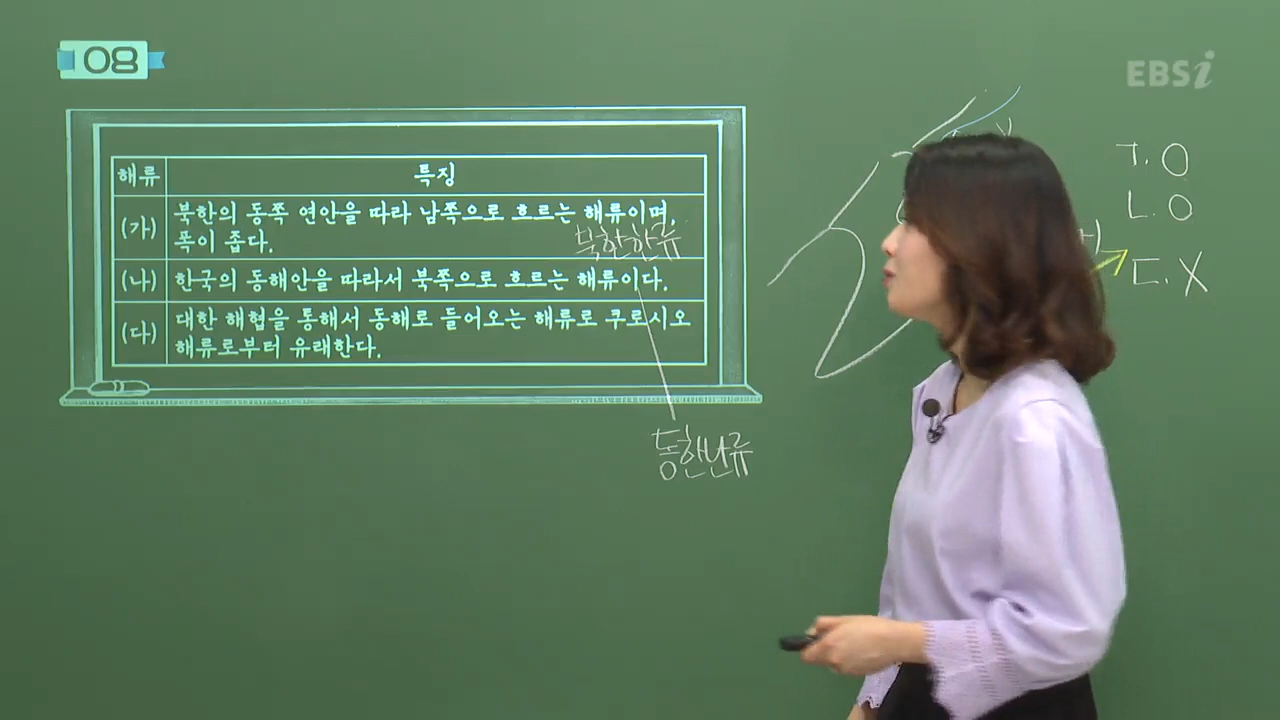 08
EBSi
해류
특징
(가)
북한의 동쪽 연안을 따라 남쪽으로 흐르는 해류이며,
폭이 좁다.
북한한류
(나)
한국의 동해안을 따라서 북쪽으로 흐르는 해류이다.
(다)
대한 해협을 통해서 동해로 들어오는 해류로 쿠로시오
해류로부터 유래한다.
동한난류
ㄱ. O
ㄴ. O
ㄷ. X